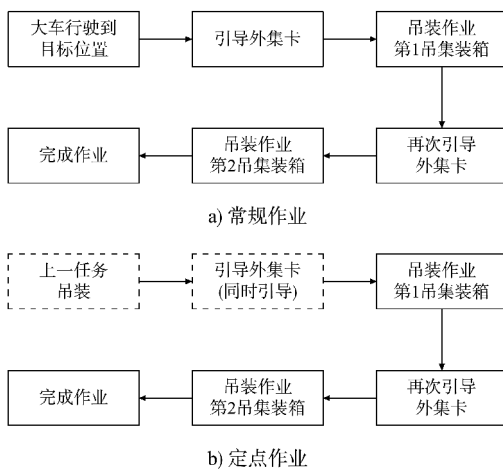 大车行驶到
目标位置
引导外集卡
吊装作业
第1吊集装箱
完成作业
吊装作业
第2吊集装箱
再次引导
外集卡
a) 常规作业
上一任务
吊装
引导外集卡
(同时引导)
吊装作业
第1吊集装箱
完成作业
吊装作业
第2吊集装箱
再次引导
外集卡
b) 定点作业